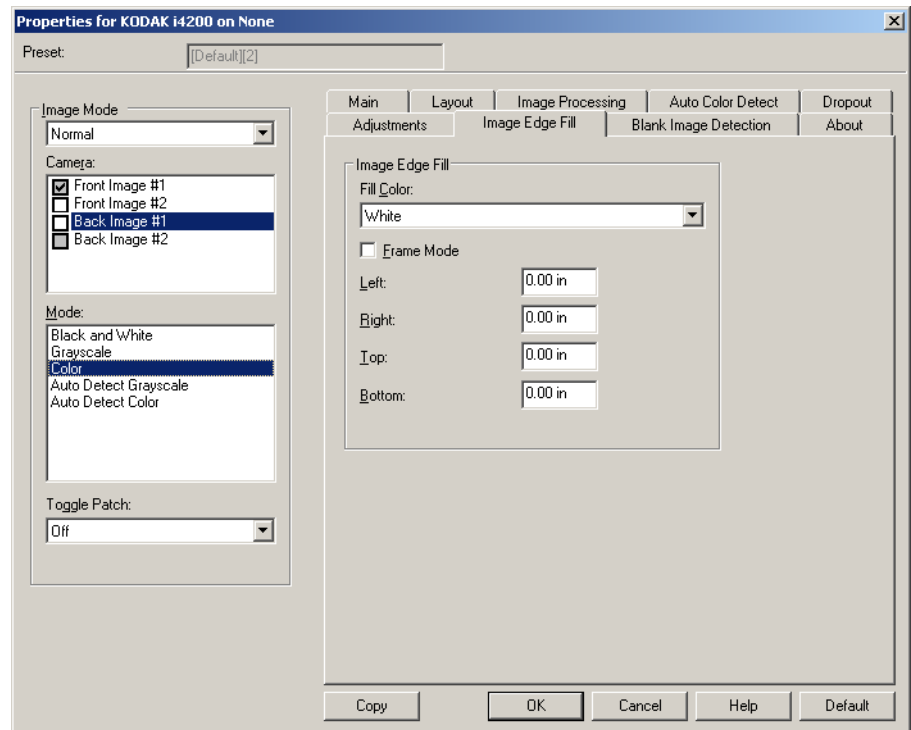 Properties for KODAK i4200 on None
Preset:
[Default][2]
Image Mode
Normal
Camera:
Front Image #1
Front Image #2
Back Image #1
Back Image #2
Mode:
Black and White
Grayscale
Color
Auto Detect Grayscale
Auto Detect Color
Toggle Patch:
Off
Main Layout Image Processing Auto Color Detect Dropout
Adjustments Image Edge Fill Blank Image Detection About
Image Edge Fill
Fill Color:
White
Frame Mode
Left: 0.00 in
Right: 0.00 in
Top: 0.00 in
Bottom: 0.00 in
Copy OK Cancel Help Default